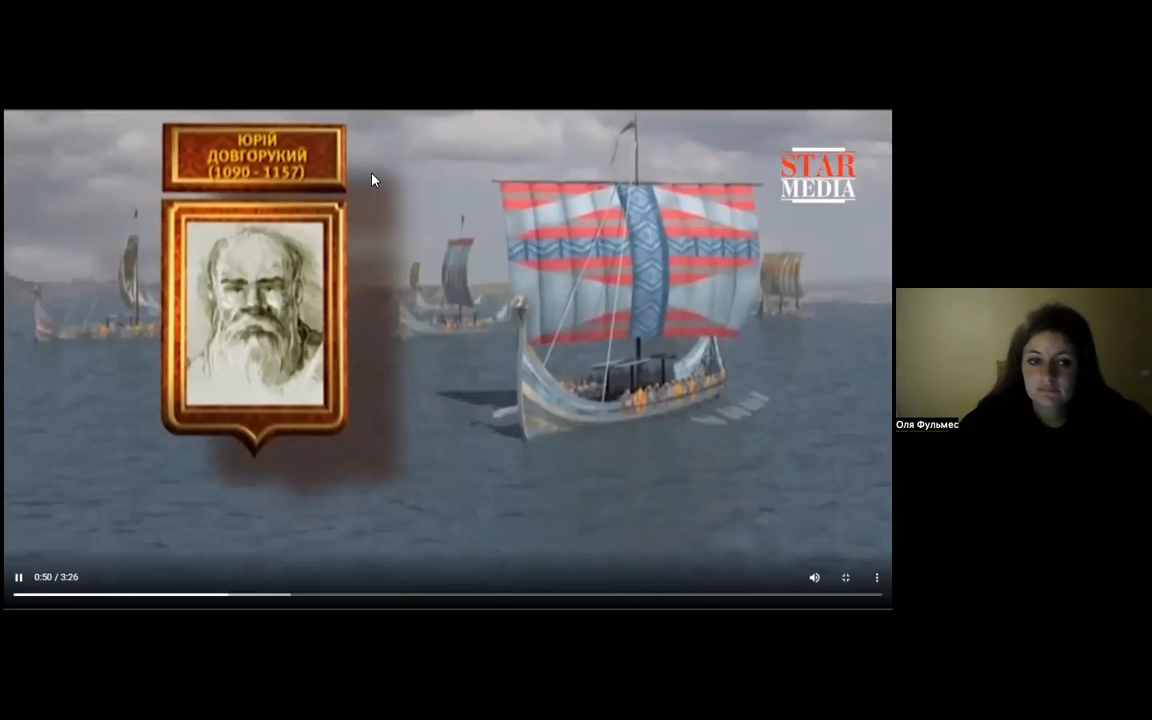 ЮРІЙ
ДОВГОРУКИЙ
(1090 - 1157)
STAR
MEDIA
Оля Фульмес
0:50 / 3:26